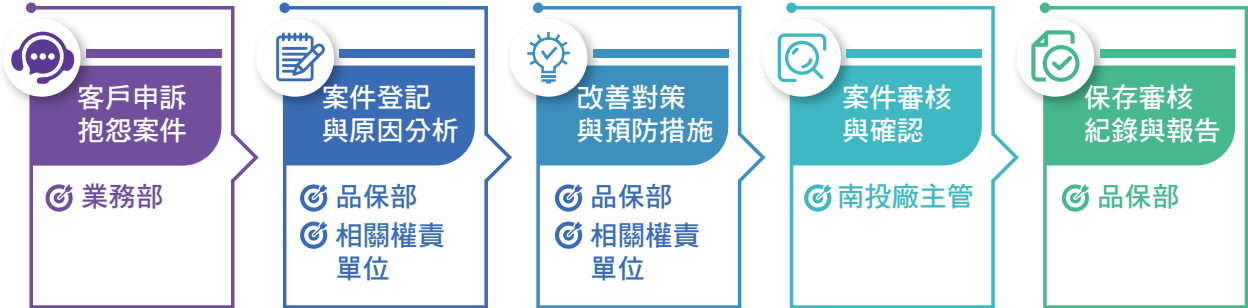 客戶申訴
抱怨案件
業務部
案件登記
與原因分析
品保部
相關權責
單位
改善對策
與預防措施
品保部
相關權責
單位
案件審核
與確認
南投廠主管
保存審核
紀錄與報告
品保部